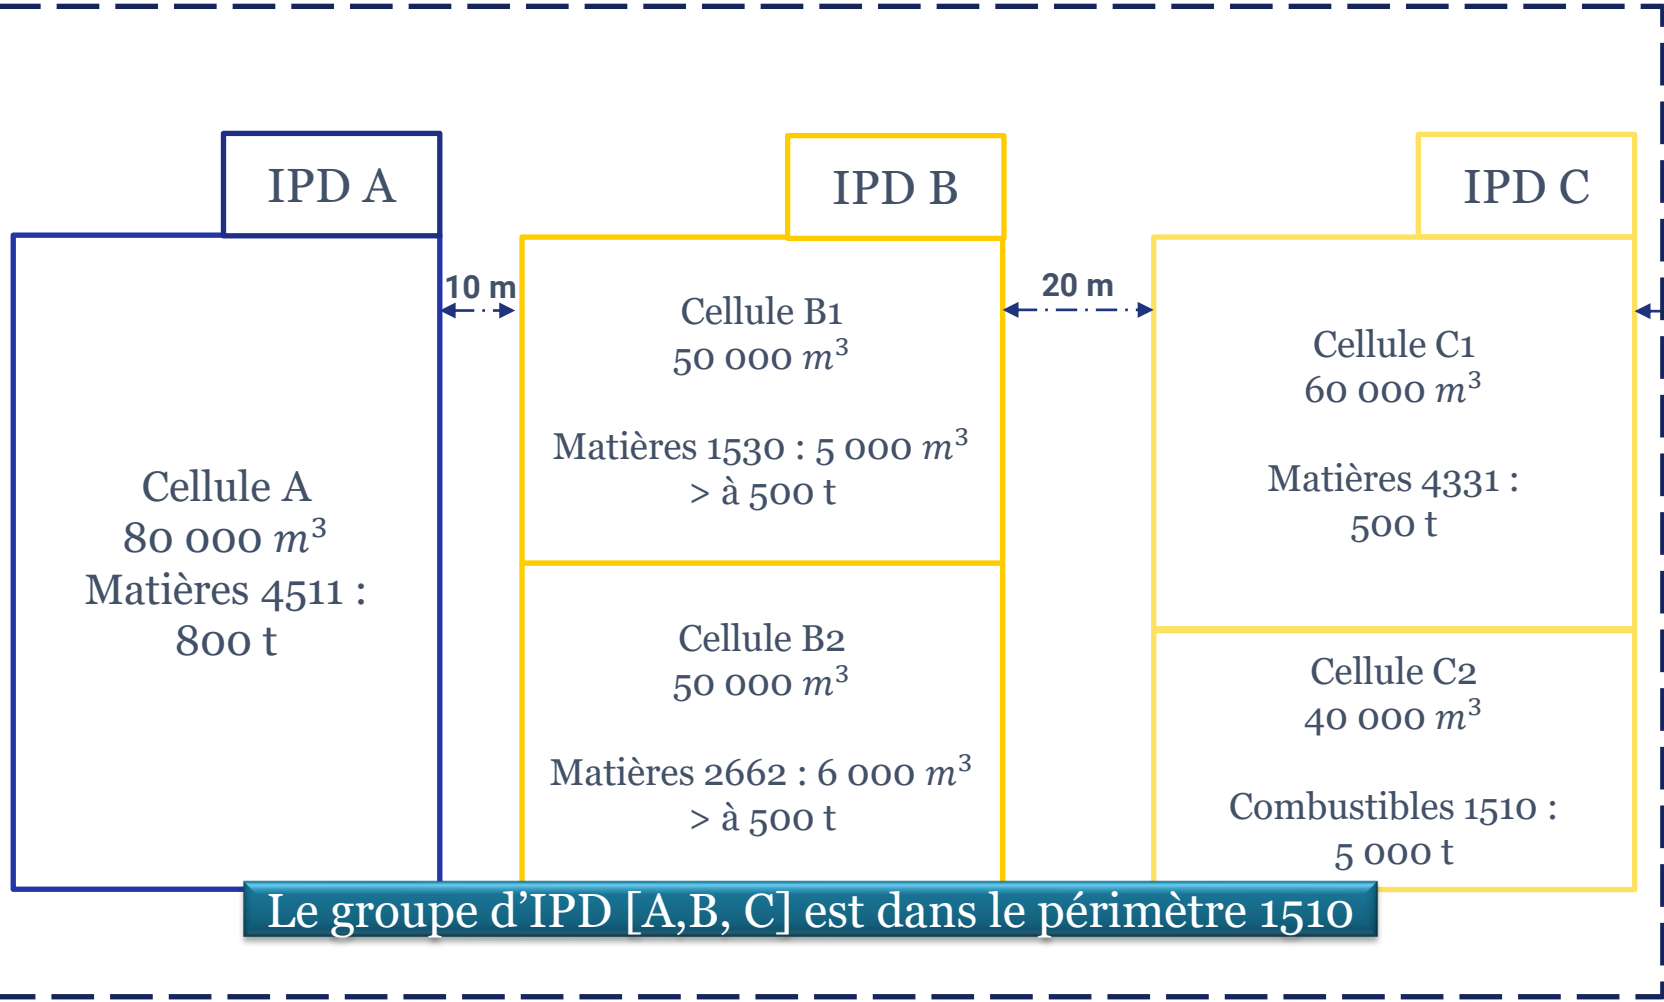 IPD A
IPD B
IPD C
10 m
20 m
Cellule A
80 000 m³
Matières 4511 :
800 t
Cellule B1
50 000 m³
Matières 1530 : 5 000 m³
> à 500 t
Cellule B2
50 000 m³
Matières 2662 : 6 000 m³
> à 500 t
Cellule C1
60 000 m³
Matières 4331 :
500 t
Cellule C2
40 000 m³
Combustibles 1510 :
5 000 t
Le groupe d’IPD [A,B, C] est dans le périmètre 1510